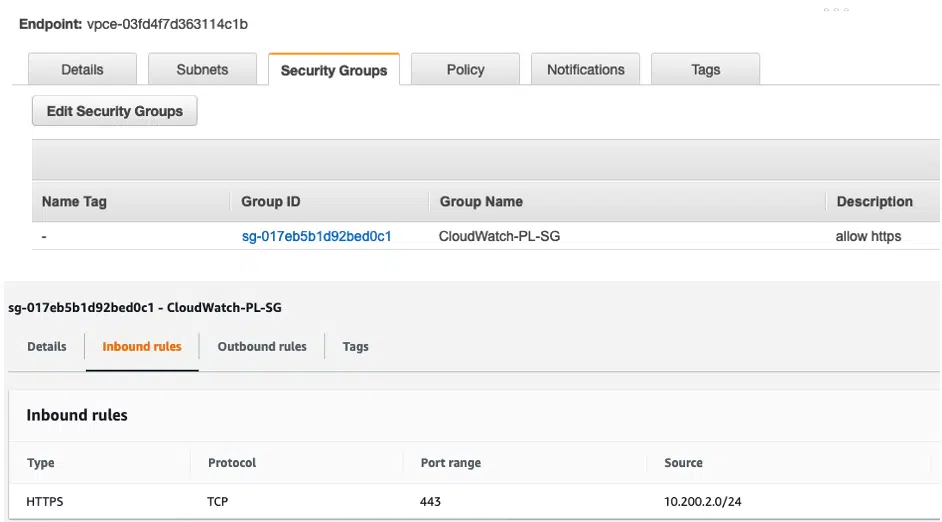 Endpoint: vpce-03fd4f7d363114c1b
Details Subnets Security Groups Policy Notifications Tags
Edit Security Groups
Name Tag Group ID Group Name Description
- sg-017eb5b1d92bed0c1 CloudWatch-PL-SG allow https
sg-017eb5b1d92bed0c1 - CloudWatch-PL-SG
Details Inbound rules Outbound rules Tags
Inbound rules
Type Protocol Port range Source
HTTPS TCP 443 10.200.2.0/24